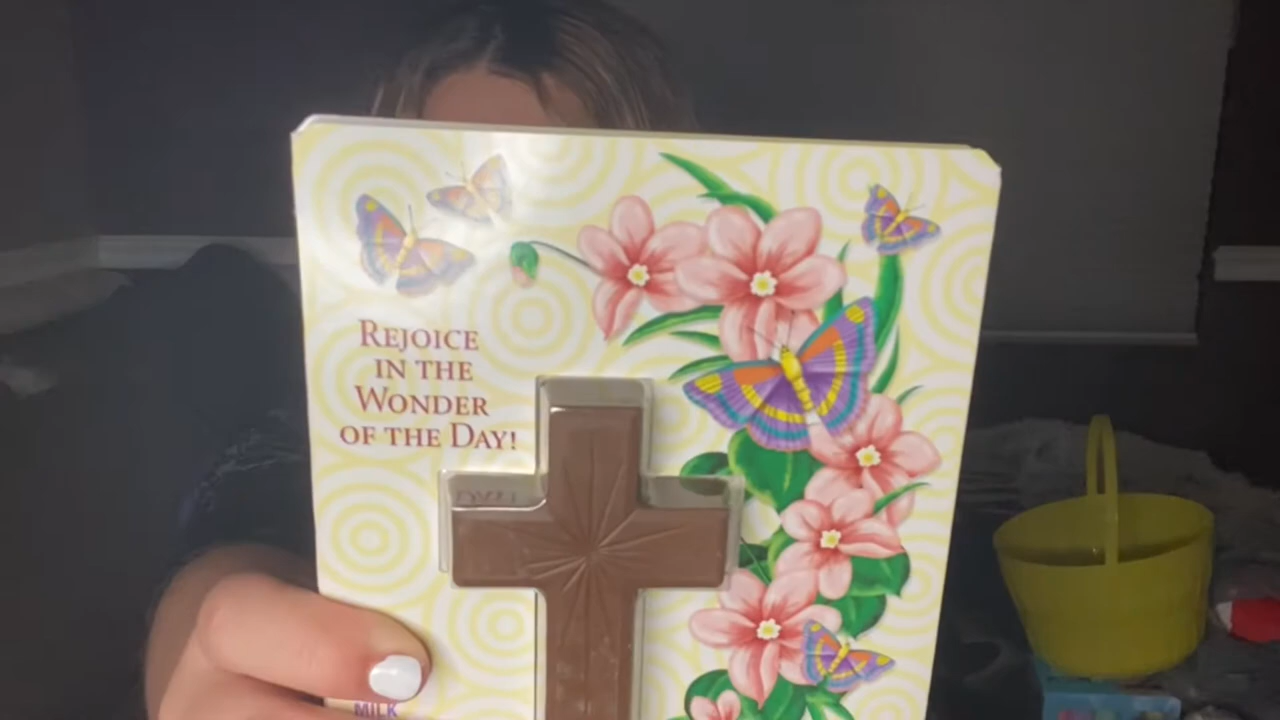 Rejoice
in the
Wonder
of the Day!
MILK